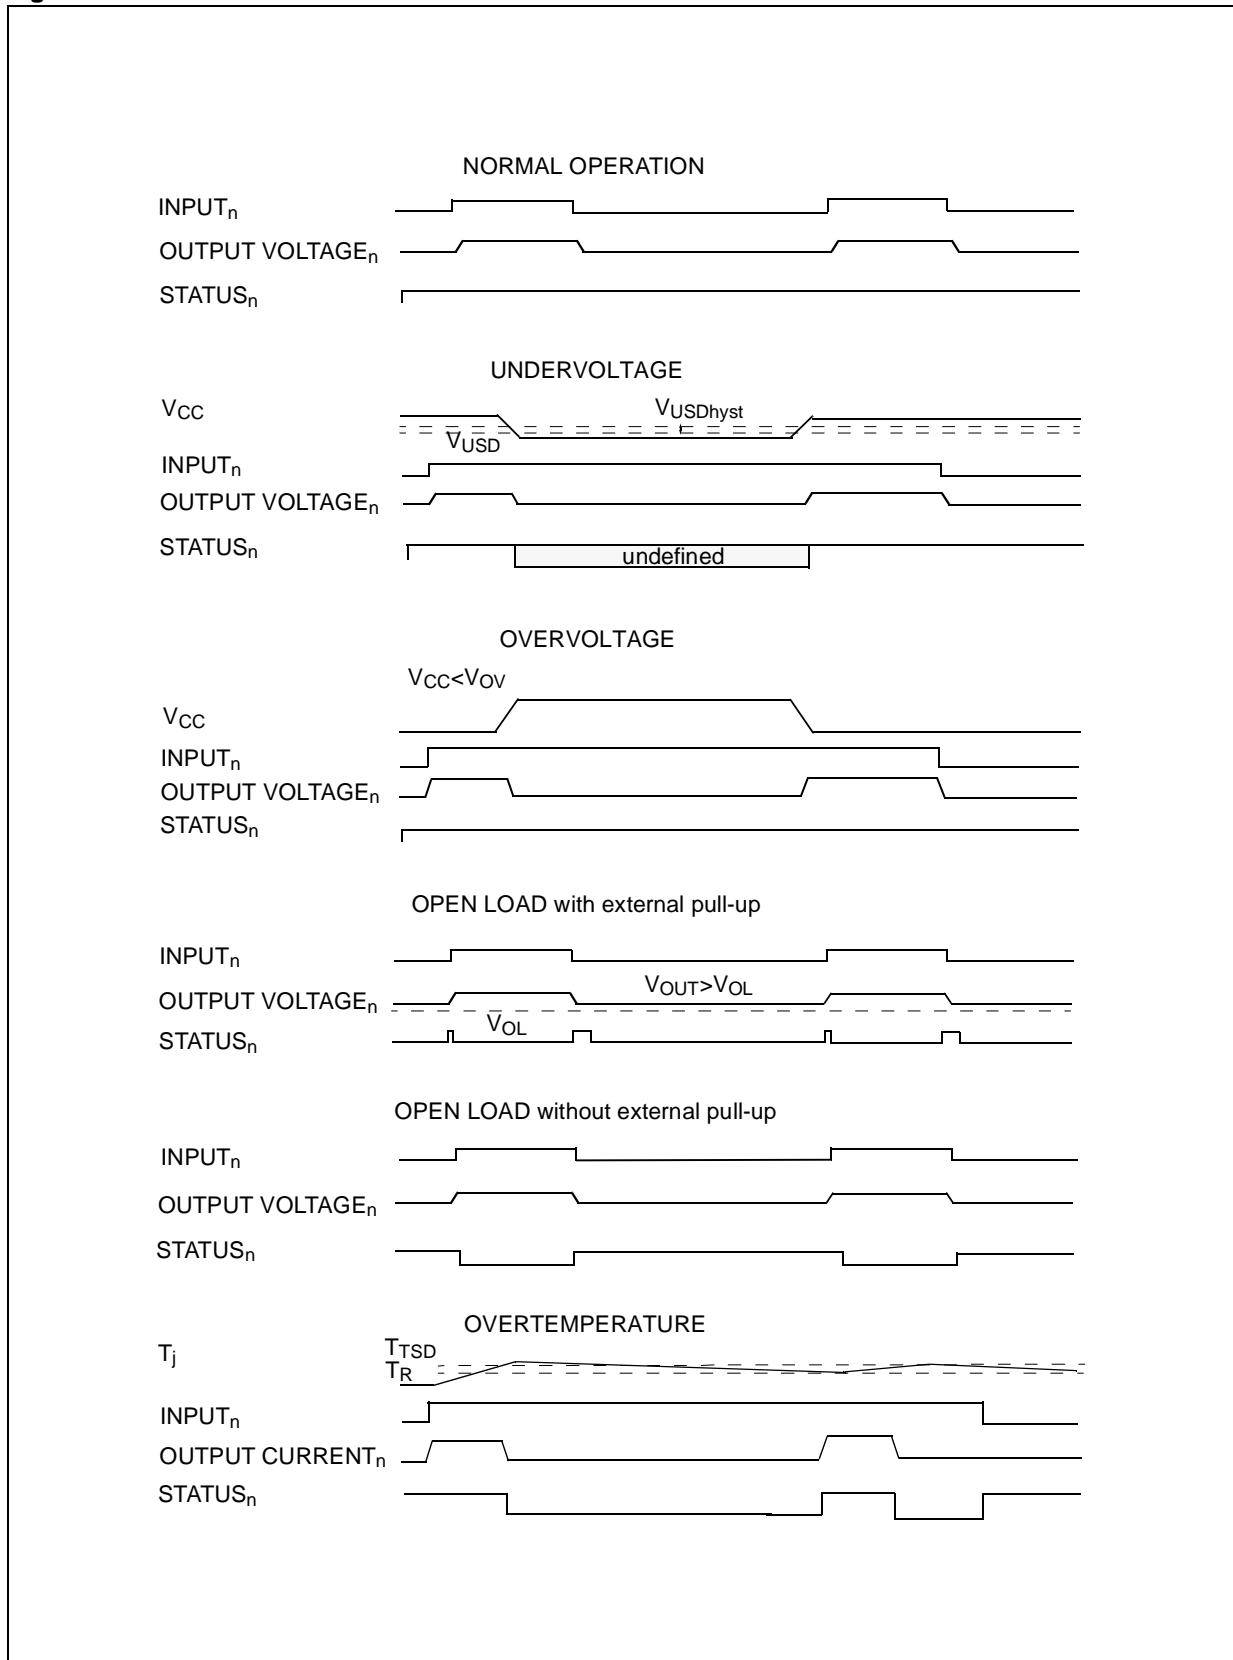 NORMAL OPERATION
INPUTn
OUTPUT VOLTAGEn
STATUSn
UNDERVOLTAGE
VCC
VUSDhyst
VUSD
INPUTn
OUTPUT VOLTAGEn
STATUSn
undefined
OVERVOLTAGE
VCC<VOV
VCC
INPUTn
OUTPUT VOLTAGEn
STATUSn
OPEN LOAD with external pull-up
INPUTn
VOUT>VOL
OUTPUT VOLTAGEn
VOL
STATUSn
OPEN LOAD without external pull-up
INPUTn
OUTPUT VOLTAGEn
STATUSn
OVERTEMPERATURE
Tj
TTSD
TR
INPUTn
OUTPUT CURRENTn
STATUSn